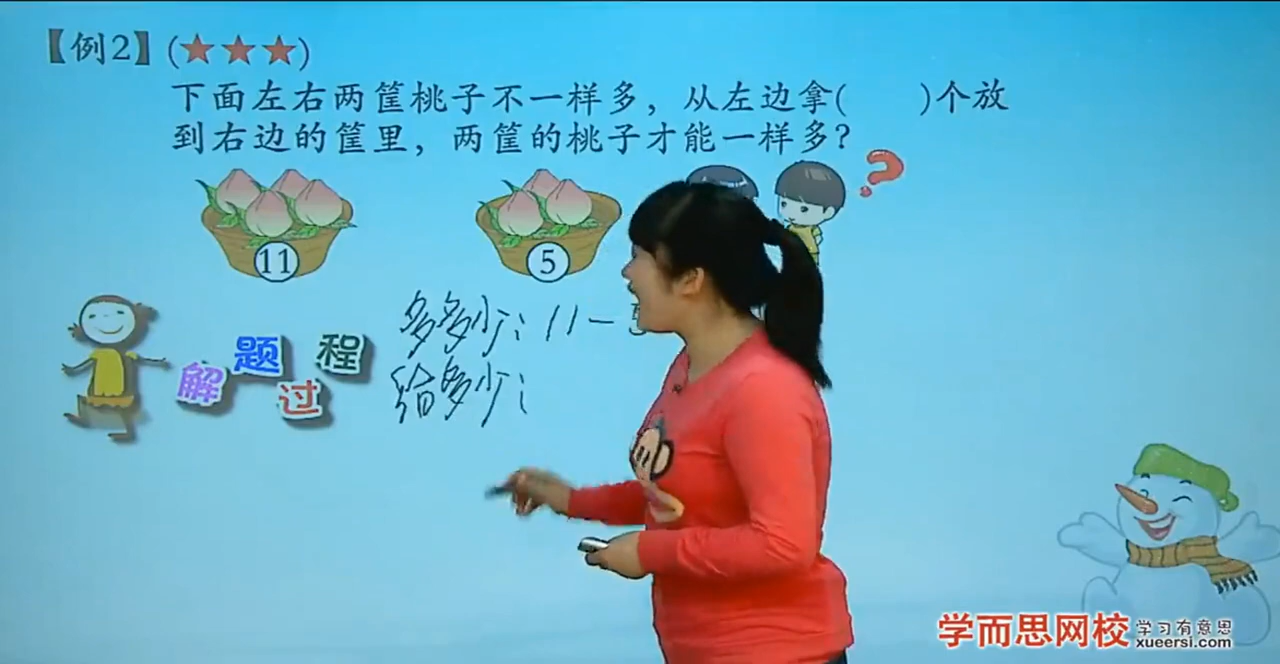 【例2】(★★★)
下面左右两筐桃子不一样多，从左边拿(  )个放
到右边的筐里，两筐的桃子才能一样多？
11
5
解题过程
多多少：11-5
给多少：
学而思网校 学习有意思
xueersi.com